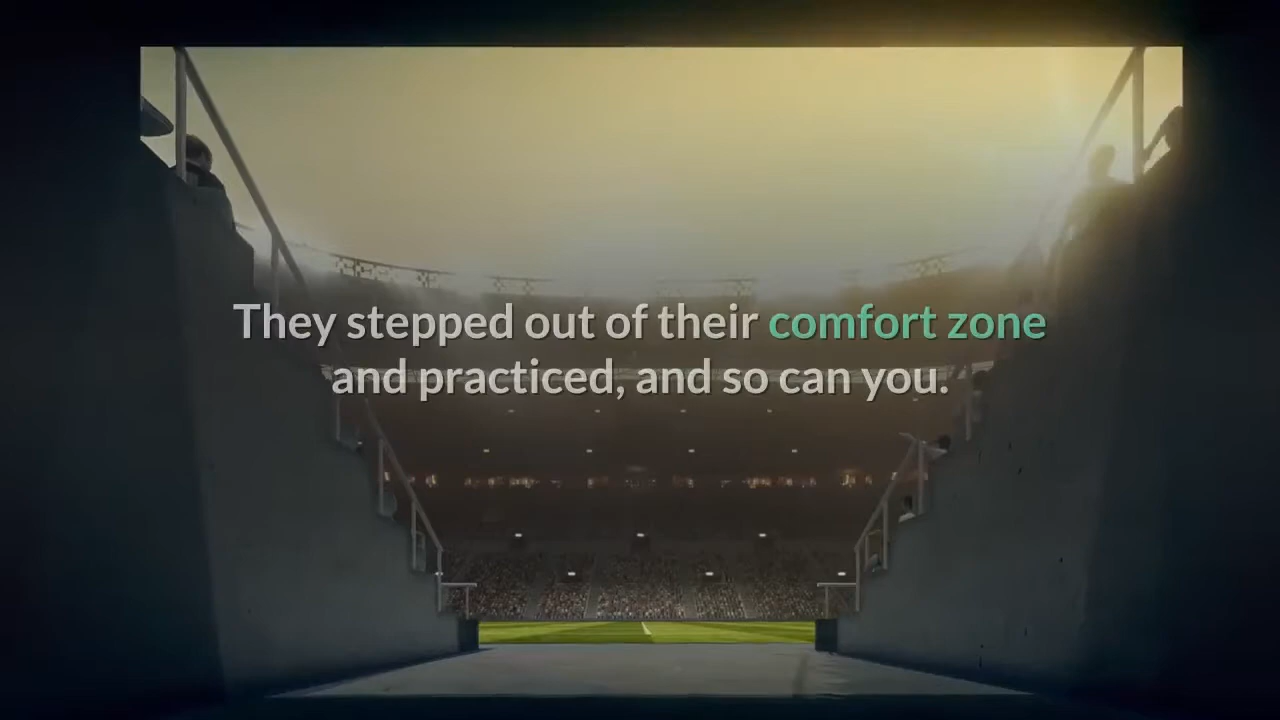 They stepped out of their comfort zone
and practiced, and so can you.